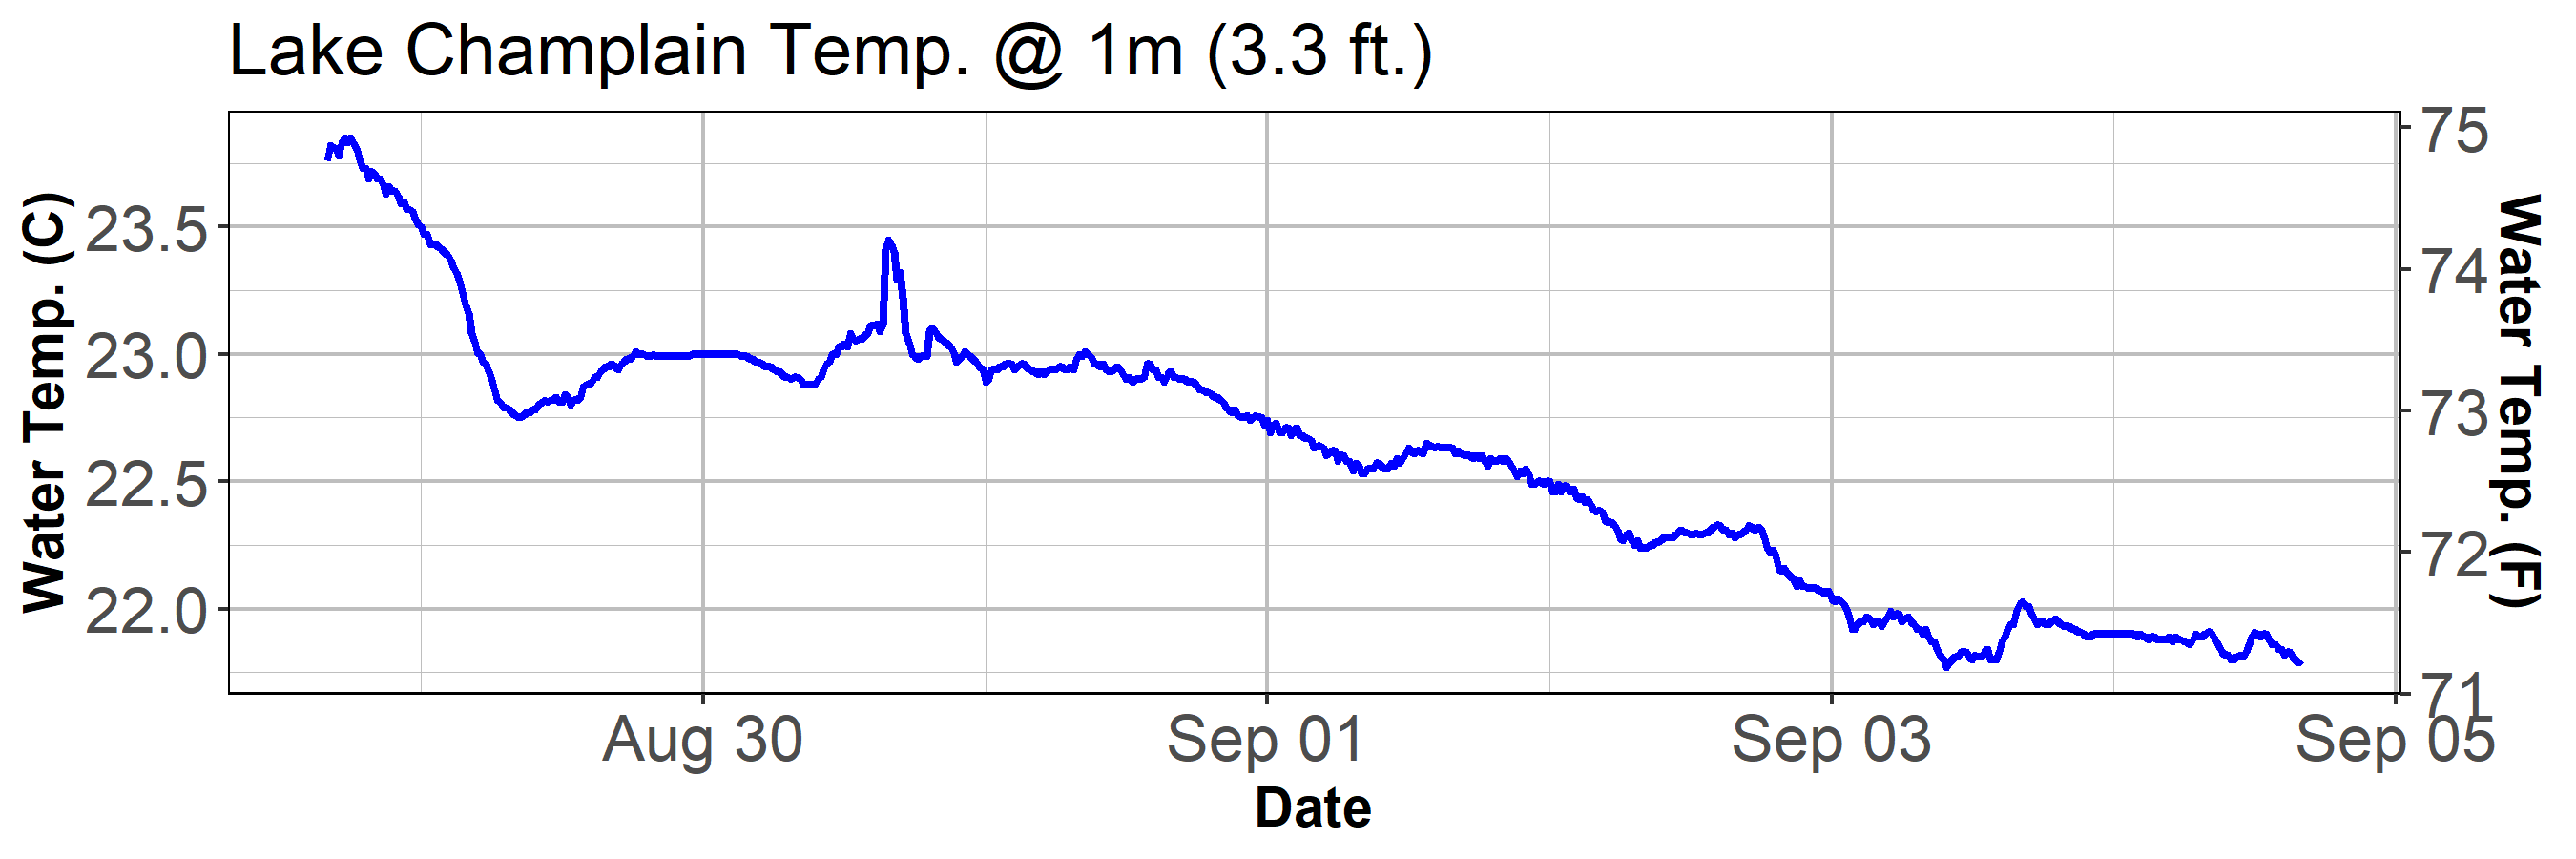 Lake Champlain Temp. @ 1m (3.3 ft.)
Water Temp. (C)
23.5
23.0
22.5
22.0
75
74
73
72
71
Water Temp. (F)
Aug 30 Sep 01 Sep 03 Sep 05
Date